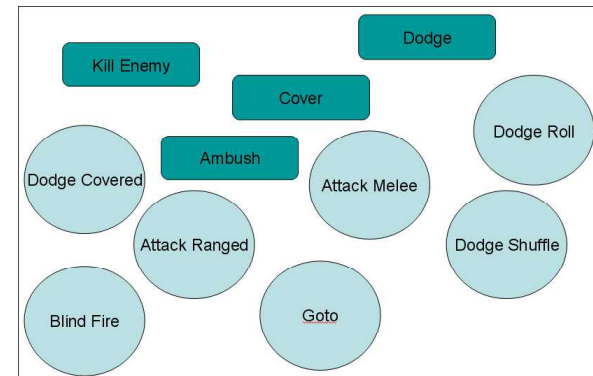 Dodge
Kill Enemy
Cover
Dodge Roll
Ambush
Dodge Covered
Attack Melee
Attack Ranged
Dodge Shuffle
Blind Fire
Goto